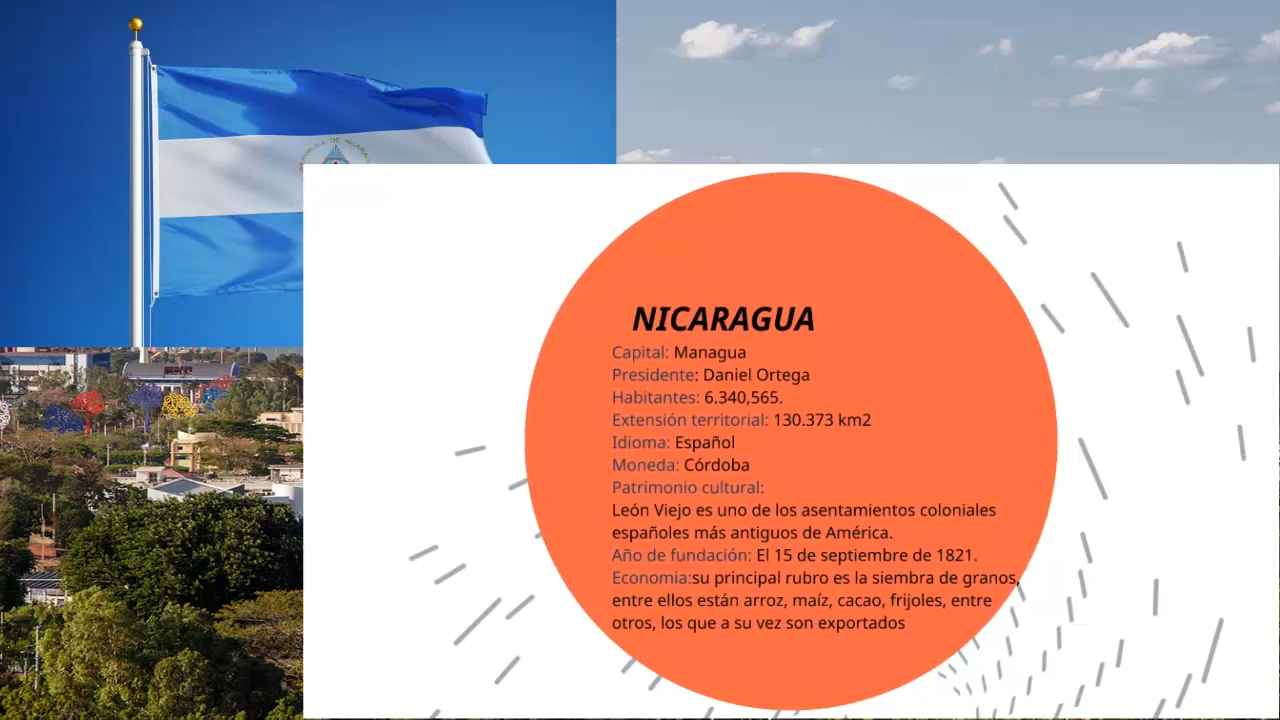 NICARAGUA
Capital: Managua
Presidente: Daniel Ortega
Habitantes: 6.340,565.
Extensión territorial: 130.373 km2
Idioma: Español
Moneda: Córdoba
Patrimonio cultural:
León Viejo es uno de los asentamientos coloniales
españoles más antiguos de América.
Año de fundación: El 15 de septiembre de 1821.
Economia:su principal rubro es la siembra de granos,
entre ellos están arroz, maíz, cacao, frijoles, entre
otros, los que a su vez son exportados